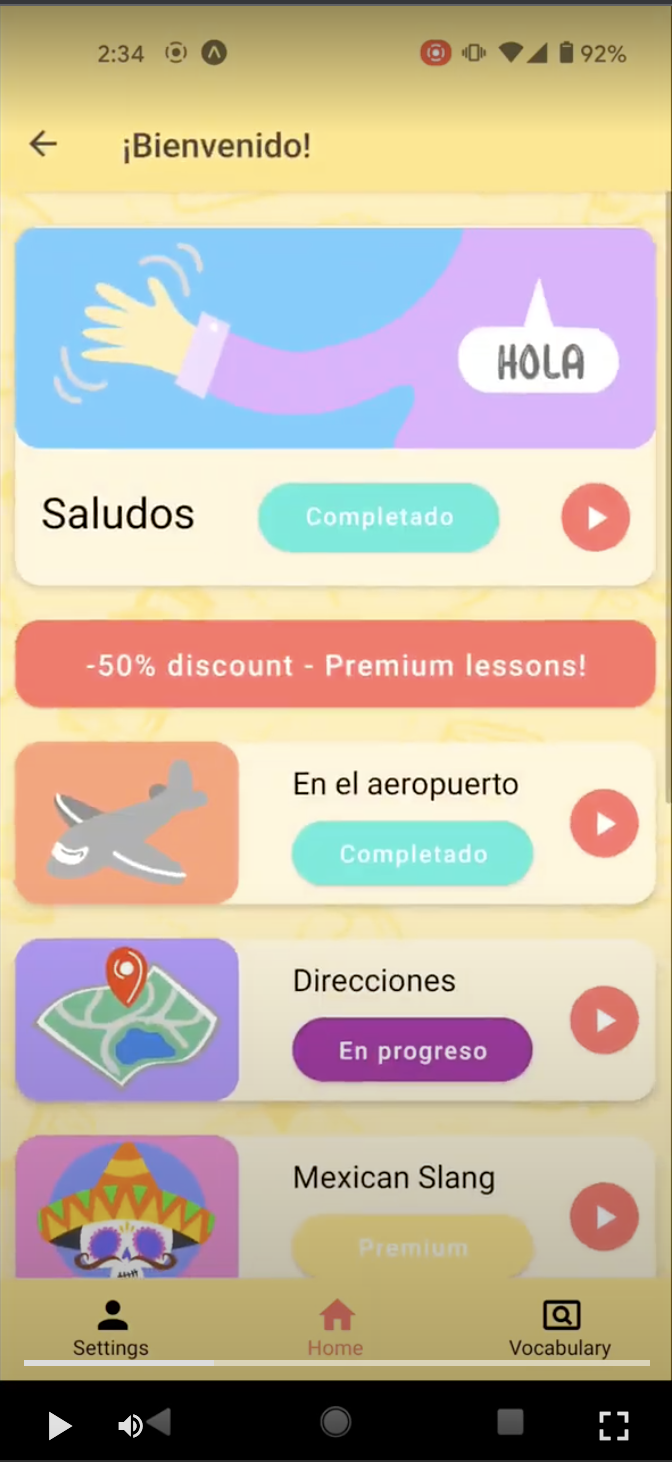 2:34
92%
¡Bienvenido!
HOLA
Saludos
Completado
-50% discount - Premium lessons!
En el aeropuerto
Completado
Direcciones
En progreso
Mexican Slang
Premium
Settings
Home
Vocabulary